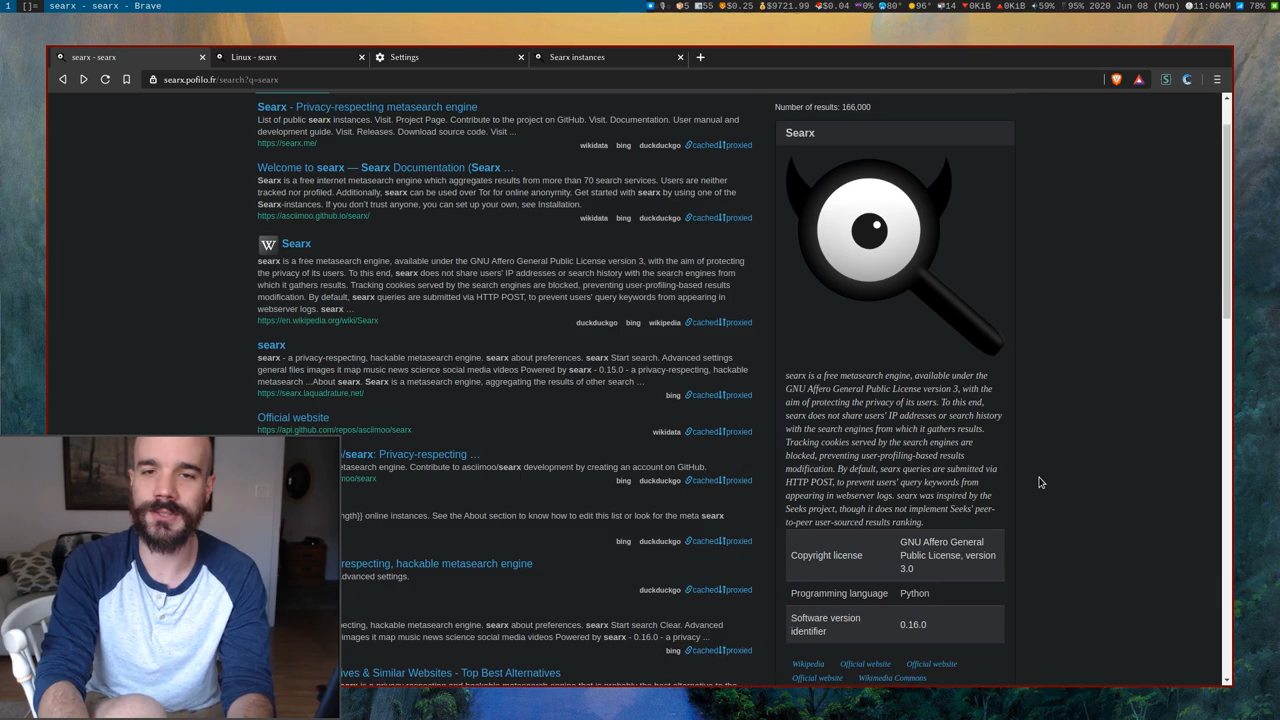 1 []= searx - searx - Brave
5 55 $0.25 $9721.99 $0.04 0% 80° 96° 14 0KiB 0KiB 59% 95% 2020 Jun 08 (Mon) 11:06AM 78%
searx - searx
Linux - searx
Settings
Searx instances
searx.pofilo.fr/search?q=searx
Searx - Privacy-respecting metasearch engine
List of public searx instances. Visit. Project Page. Contribute to the project on GitHub. Visit. Documentation. User manual and
development guide. Visit. Releases. Download source code. Visit ...
https://searx.me/
wikidata bing duckduckgo cached proxied
Welcome to searx — Searx Documentation (Searx …
Searx is a free internet metasearch engine which aggregates results from more than 70 search services. Users are neither
tracked nor profiled. Additionally, searx can be used over Tor for online anonymity. Get started with searx by using one of the
Searx-instances. If you don't trust anyone, you can set up your own, see Installation.
https://asciimoo.github.io/searx/
wikidata bing duckduckgo cached proxied
W Searx
searx is a free metasearch engine, available under the GNU Affero General Public License version 3, with the aim of protecting
the privacy of its users. To this end, searx does not share users' IP addresses or search history with the search engines from
which it gathers results. Tracking cookies served by the search engines are blocked, preventing user-profiling-based results
modification. By default, searx queries are submitted via HTTP POST, to prevent users' query keywords from appearing in
webserver logs. searx …
https://en.wikipedia.org/wiki/Searx
duckduckgo bing wikipedia cached proxied
searx
searx - a privacy-respecting, hackable metasearch engine. searx about preferences. searx Start search. Advanced settings
general files images it map music news science social media videos Powered by searx - 0.15.0 - a privacy-respecting, hackable
metasearch ...About searx. Searx is a metasearch engine, aggregating the results of other search …
https://searx.laquadrature.net/
bing cached proxied
Official website
https://api.github.com/repos/asciimoo/searx
wikidata cached proxied
/searx: Privacy-respecting …
etasearch engine. Contribute to asciimoo/searx development by creating an account on GitHub.
moo/searx
bing duckduckgo cached proxied
ngth}} online instances. See the About section to know how to edit this list or look for the meta searx
bing duckduckgo cached proxied
respecting, hackable metasearch engine
dvanced settings.
duckduckgo cached proxied
ecting, hackable metasearch engine. searx about preferences. searx Start search Clear. Advanced
images it map music news science social media videos Powered by searx - 0.16.0 - a privacy ...
bing cached proxied
ives & Similar Websites - Top Best Alternatives
Number of results: 166,000
Searx
searx is a free metasearch engine, available under the
GNU Affero General Public License version 3, with the
aim of protecting the privacy of its users. To this end,
searx does not share users' IP addresses or search history
with the search engines from which it gathers results.
Tracking cookies served by the search engines are
blocked, preventing user-profiling-based results
modification. By default, searx queries are submitted via
HTTP POST, to prevent users' query keywords from
appearing in webserver logs. searx was inspired by the
Seeks project, though it does not implement Seeks' peer-
to-peer user-sourced results ranking.
Copyright license
GNU Affero General
Public License, version
3.0
Programming language Python
Software version
identifier
0.16.0
Wikipedia Official website Official website
Official website Wikimedia Commons